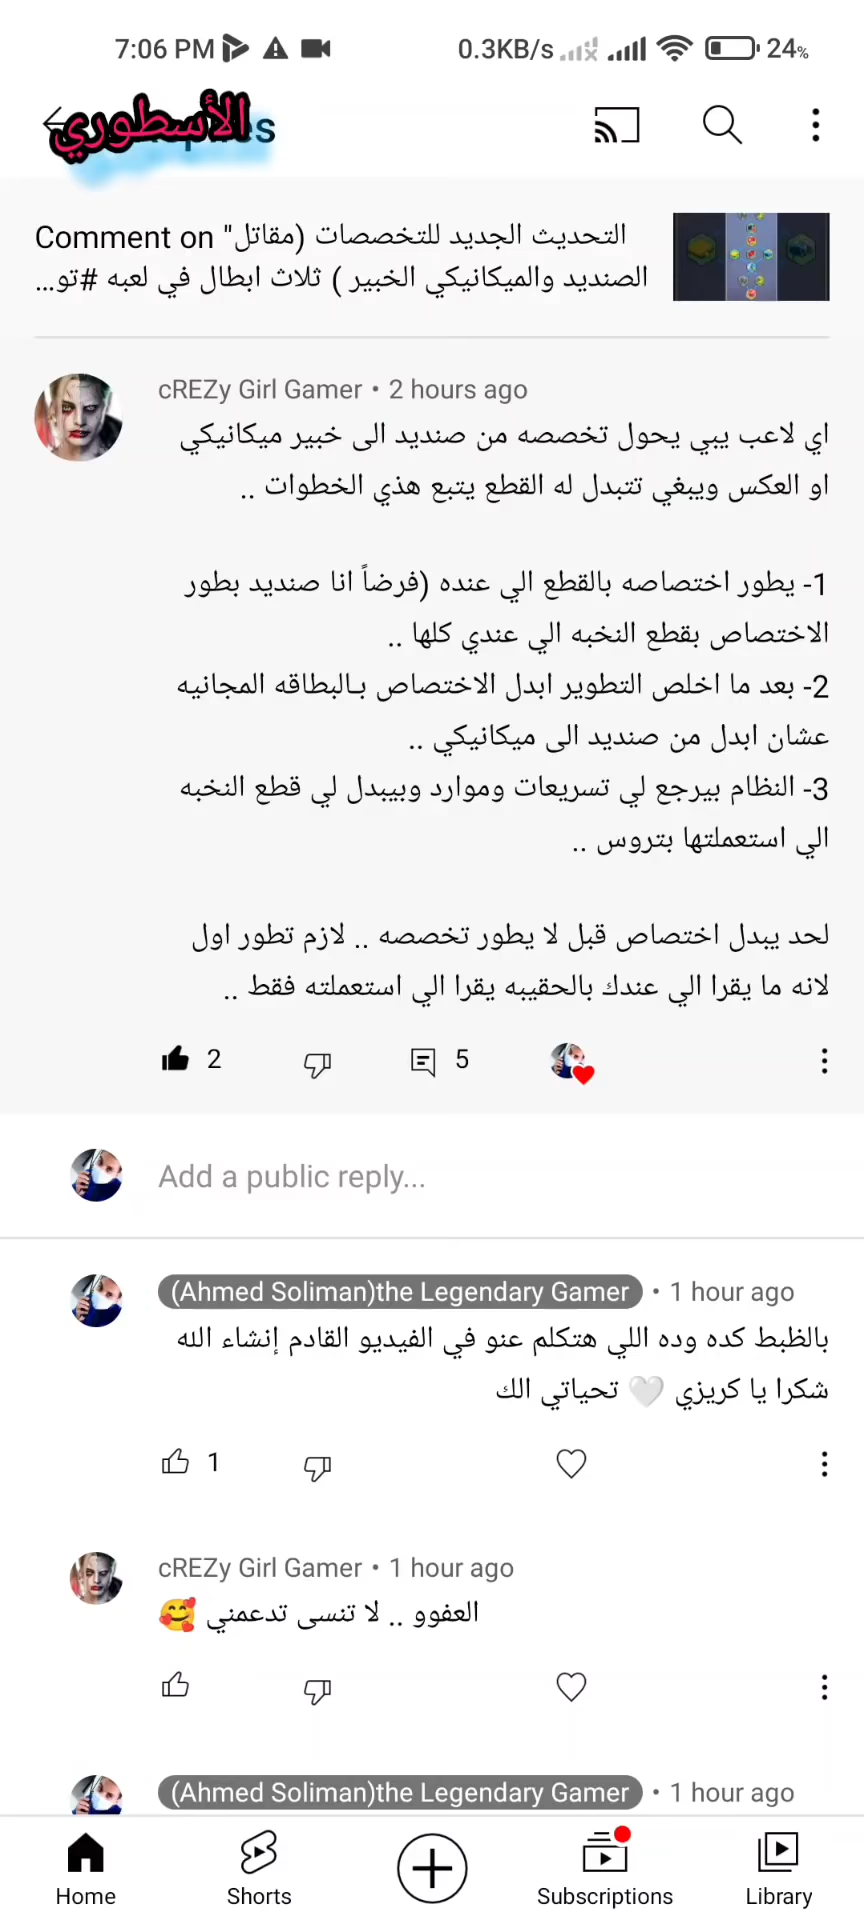 7:06 PM
0.3KB/s
24%
الأسطوري
Comment on "التحديث الجديد للتخصصات (مقاتل
الصنديد والميكانيكي الخبير ) ثلاث ابطال في لعبه #تو...
cREZy Girl Gamer • 2 hours ago
اي لاعب يبي يحول تخصصه من صنديد الى خبير ميكانيكي
او العكس ويبغي تتبدل له القطع يتبع هذي الخطوات ..
1- يطور اختصاصه بالقطع الي عنده (فرضاً انا صنديد بطور
الاختصاص بقطع النخبه الي عندي كلها ..
2- بعد ما اخلص التطوير ابدل الاختصاص بـالبطاقه المجانيه
عشان ابدل من صنديد الى ميكانيكي ..
3- النظام بيرجع لي تسريعات وموارد وبيبدل لي قطع النخبه
الي استعملتها بتروس ..
لحد يبدل اختصاص قبل لا يطور تخصصه .. لازم تطور اول
لانه ما يقرا الي عندك بالحقيبه يقرا الي استعملته فقط ..
2
5
Add a public reply...
(Ahmed Soliman)the Legendary Gamer • 1 hour ago
بالظبط كده وده اللي هتكلم عنو في الفيديو القادم إنشاء الله
شكرا يا كريزي 🤍 تحياتي الك
1
cREZy Girl Gamer • 1 hour ago
العفوو .. لا تنسى تدعمني 🥰
(Ahmed Soliman)the Legendary Gamer • 1 hour ago
Home
Shorts
Subscriptions
Library